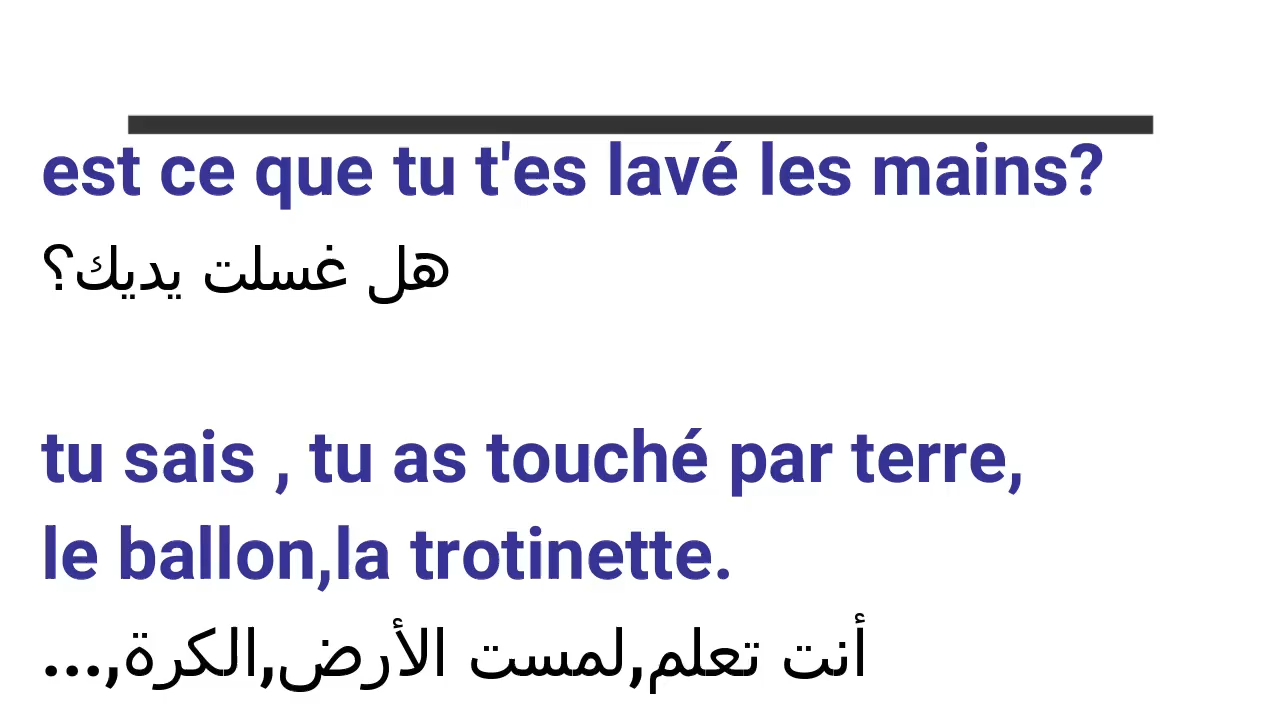 est ce que tu t'es lavé les mains?
هل غسلت يديك؟
tu sais , tu as touché par terre,
le ballon,la trotinette.
أنت تعلم,لمست الأرض,الكرة,...